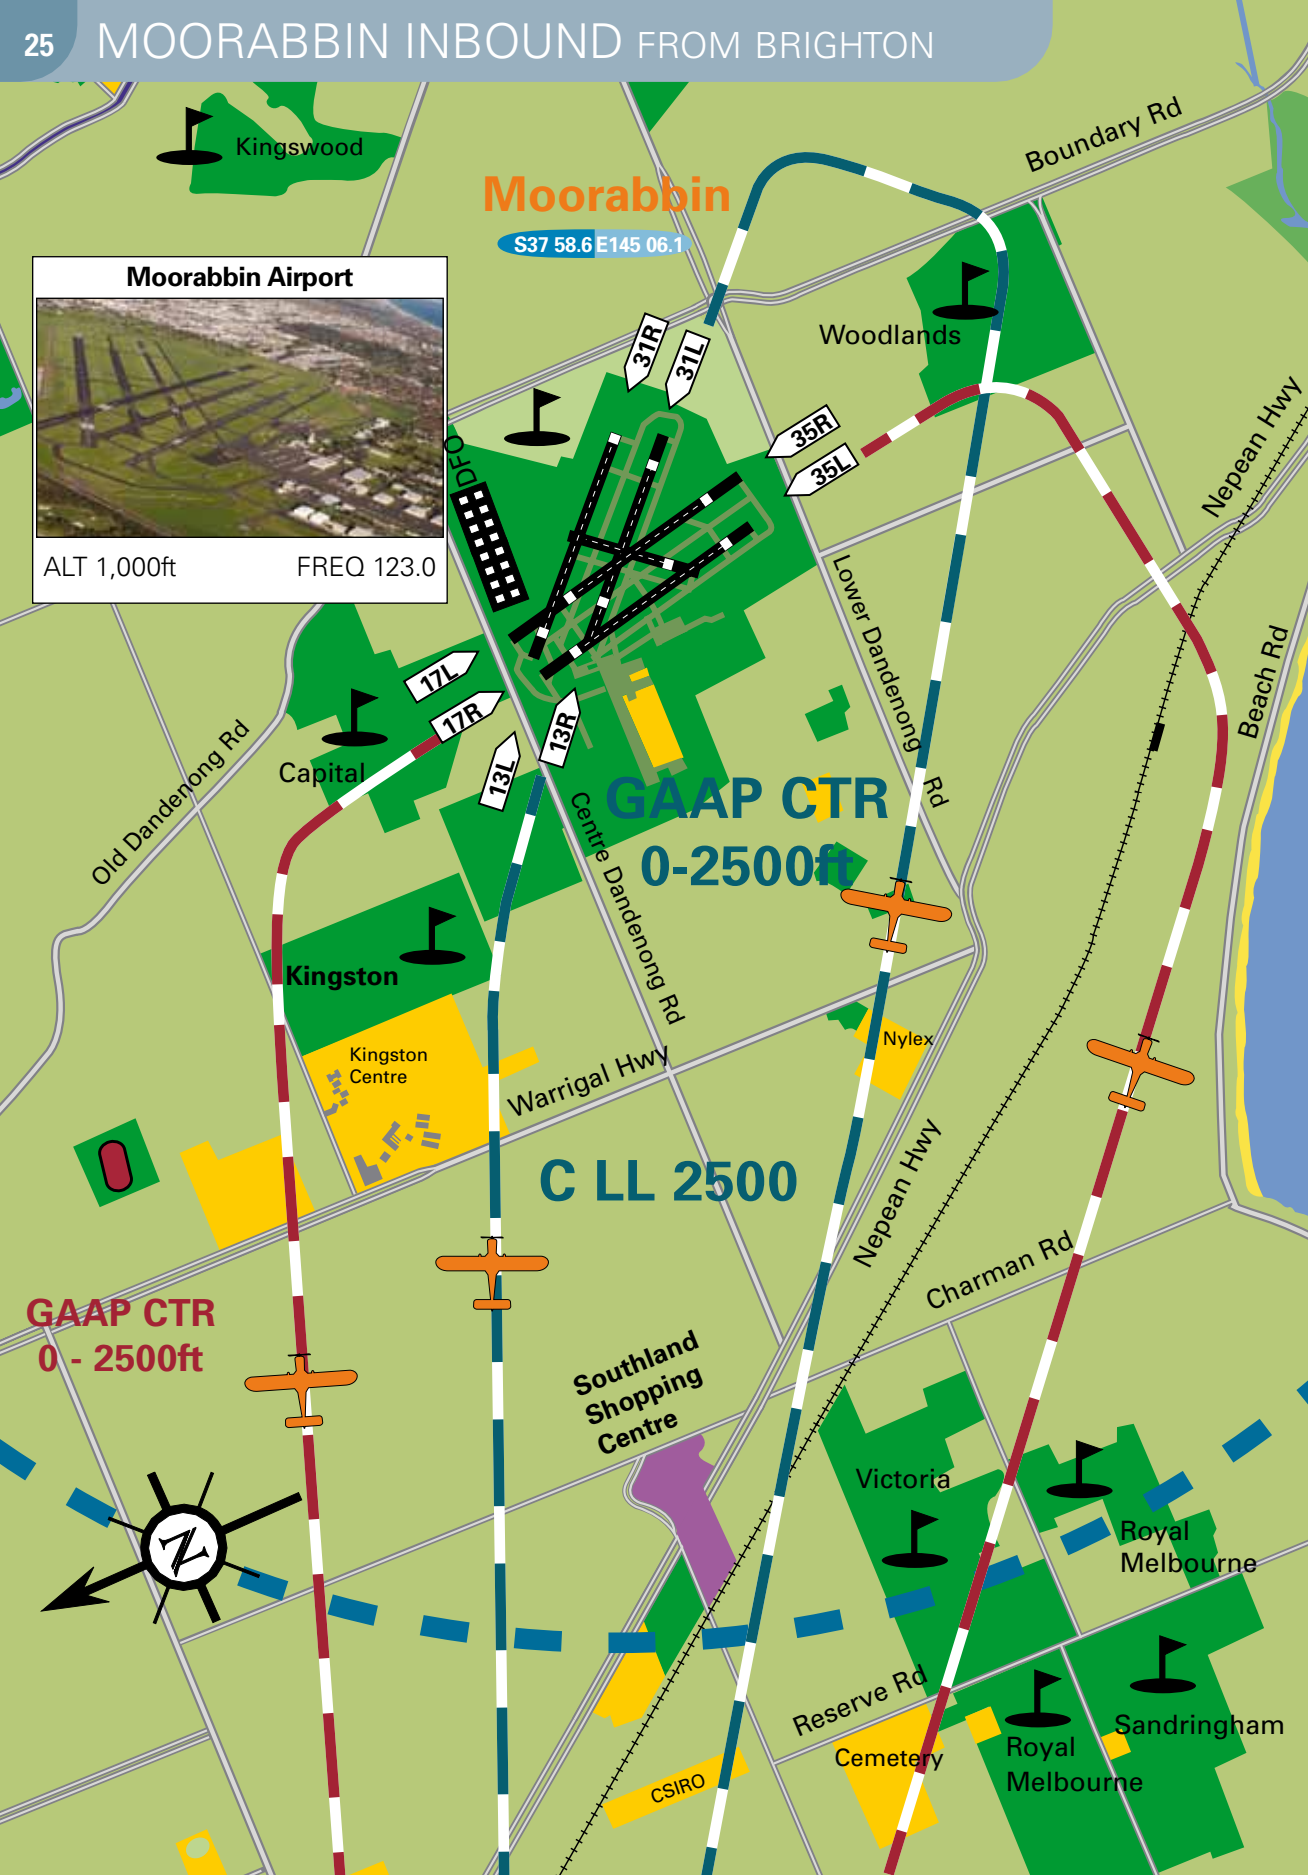 25
MOORABBIN INBOUND FROM BRIGHTON
Kingswood
Boundary Rd
Moorabbin
S37 58.6 E145 06.1
Moorabbin Airport
ALT 1,000ft
FREQ 123.0
Woodlands
31R
31L
35R
35L
DFO
Nepean Hwy
Lower Dandenong Rd
Beach Rd
17L
17R
13R
13L
Capital
Old Dandenong Rd
GAAP CTR
0-2500ft
Centre Dandenong Rd
Kingston
Kingston
Centre
Nylex
Warrigal Hwy
C LL 2500
Nepean Hwy
Charman Rd
GAAP CTR
0 - 2500ft
Southland
Shopping
Centre
Victoria
N
Royal
Melbourne
Reserve Rd
Sandringham
Royal
Melbourne
Cemetery
CSIRO